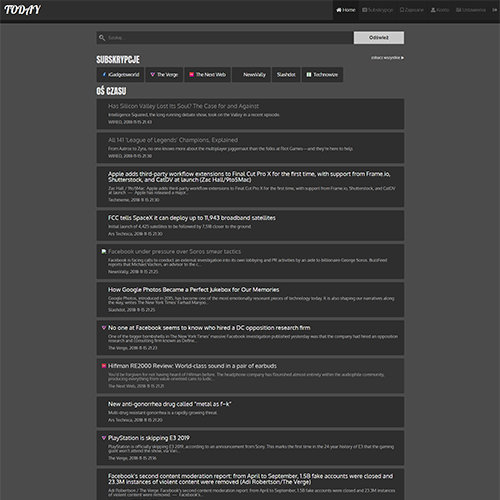 TODAY
Home
Subskrypcje
Zapisane
Konto
Ustawienia
Szukaj...
Odśwież
SUBSKRYPCJE
zobacz wszystkie
iGadgetsworld
The Verge
The Next Web
NewsVally
Slashdot
Technowize
OŚ CZASU
Has Silicon Valley Lost Its Soul? The Case for and Against
Intelligence Squared, the long running debate show, took on the Valley in a recent episode.
WIRED, 2018-11-15 21:43
All 141 'League of Legends' Champions, Explained
From Aatrox to Zyra, no one knows more about the multiplayer juggernaut than the folks at Riot Games—and they're here to help.
WIRED, 2018-11-15 21:38
Apple adds third-party workflow extensions to Final Cut Pro X for the first time, with support from Frame.io,
Shutterstock, and CatDV at launch (Zac Hall/9to5Mac)
Zac Hall / 9to5Mac: Apple adds third-party workflow extensions to Final Cut Pro X for the first time, with support from Frame.io, Shutterstock, and CatDV
at launch — Apple has released a major...
Techmeme, 2018-11-15 21:30
FCC tells SpaceX it can deploy up to 11,943 broadband satellites
Initial launch of 4,425 satellites to be followed by 7,518 closer to the ground.
Ars Technica, 2018-11-15 21:30
Facebook under pressure over Soros smear tactics
Facebook is facing calls to conduct an external investigation into its own lobbying and PR activities by an aide to billionaire George Soros. BuzzFeed
reports that Michael Vachon, an advisor to the c...
NewsVally, 2018-11-15 21:25
How Google Photos Became a Perfect Jukebox for Our Memories
Google Photos, introduced in 2015, has become one of the most emotionally resonant pieces of technology today. It is also shaping our narratives along
the way, writes The New York Times' Farhad Manjoo...
Slashdot, 2018-11-15 21:25
No one at Facebook seems to know who hired a DC opposition research firm
One of the bigger bombshells in The New York Times' massive Facebook investigation published yesterday was that the company had hired an opposition
research and consulting firm known as Define...
The Verge, 2018-11-15 21:23
Hifiman RE2000 Review: World-class sound in a pair of earbuds
You'd be forgiven for not having heard of Hifiman before. The headphone company has flourished almost entirely within the audiophile community,
producing everything from value-oriented cans to ludic...
The Next Web, 2018-11-15 21:21
New anti-gonorrhea drug called "metal as f–k"
Multi-drug resistant gonorrhea is a rapidly growing threat.
Ars Technica, 2018-11-15 21:20
PlayStation is skipping E3 2019
PlayStation is officially skipping E3 2019, according to an announcement from Sony. This marks the first time in the 24-year history of E3 that the gaming
giant won't attend the show, via Vari...
The Verge, 2018-11-15 21:16
Facebook's second content moderation report: from April to September, 1.5B fake accounts were closed and
23.3M instances of violent content were removed (Adi Robertson/The Verge)
Adi Robertson / The Verge: Facebook's second content moderation report: from April to September, 1.5B fake accounts were closed and 23.3M instances of
violent content were removed — Facebook's...